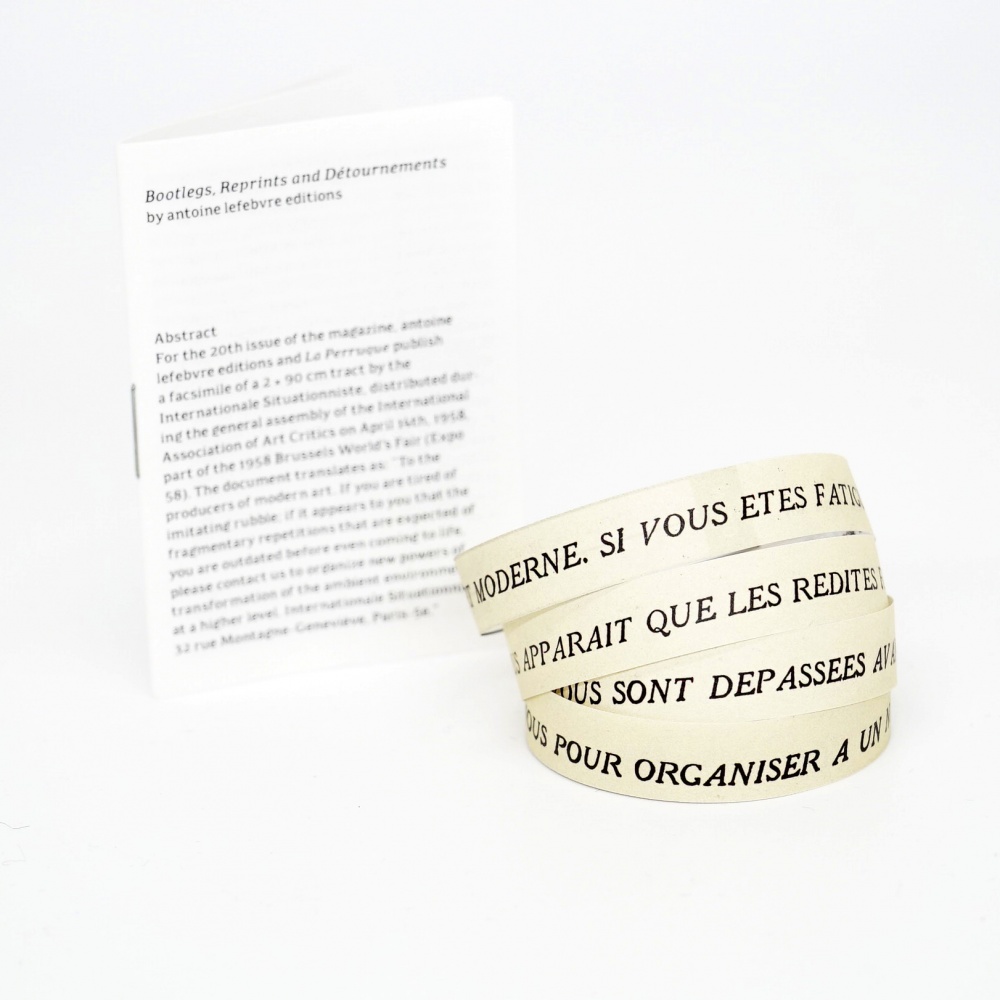 Bootlegs, Reprints and Détournements
by antoine lefebvre editions
Abstract
For the 20th issue of the magazine, antoine
lefebvre editions and La Perruque publish
a facsimile of a 2 × 90 cm tract by the
Internationale Situationniste, distributed dur-
ing the general assembly of the International
Association of Art Critics on April 14th, 1958,
part of the 1958 Brussels World's Fair (Expo
58). The document translates as: "To the
producers of modern art. If you are tired of
imitating rubble; if it appears to you that the
fragmentary repetitions that are expected of
you are outdated before even coming to life,
please contact us to organize new powers of
transformation of the ambient environment
at a higher level. Internationale Situationniste
32 rue Montagne-Geneviève, Paris, 5e."
T MODERNE. SI VOUS ETES FATIG
S APPARAIT QUE LES REDITES
OUS SONT DEPASSEES AVA
OUS POUR ORGANISER A UN N